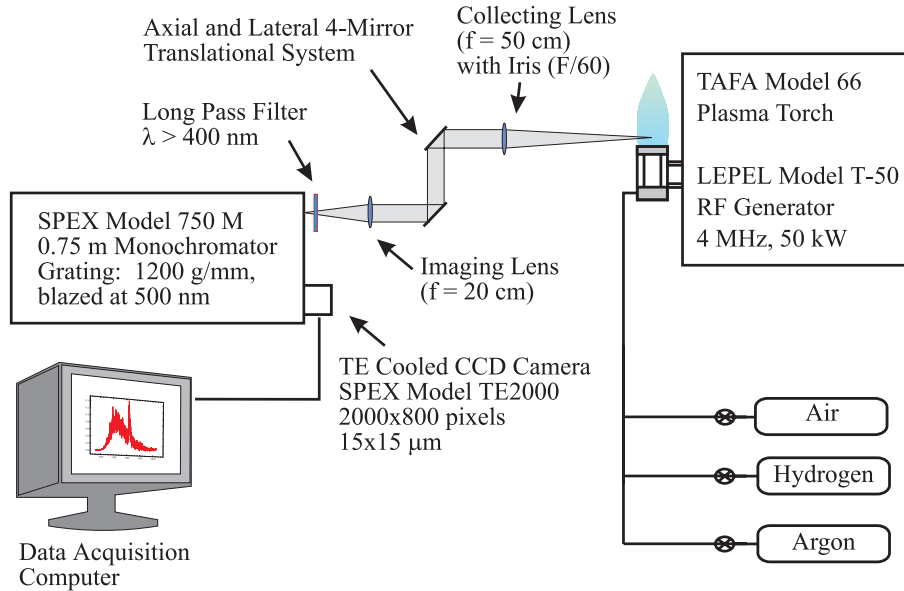 Axial and Lateral 4-Mirror
Translational System
Collecting Lens
(f = 50 cm)
with Iris (F/60)
TAFA Model 66
Plasma Torch
LEPEL Model T-50
RF Generator
4 MHz, 50 kW
Long Pass Filter
λ > 400 nm
SPEX Model 750 M
0.75 m Monochromator
Grating: 1200 g/mm,
blazed at 500 nm
Imaging Lens
(f = 20 cm)
TE Cooled CCD Camera
SPEX Model TE2000
2000x800 pixels
15x15 μm
Air
Hydrogen
Argon
Data Acquisition
Computer